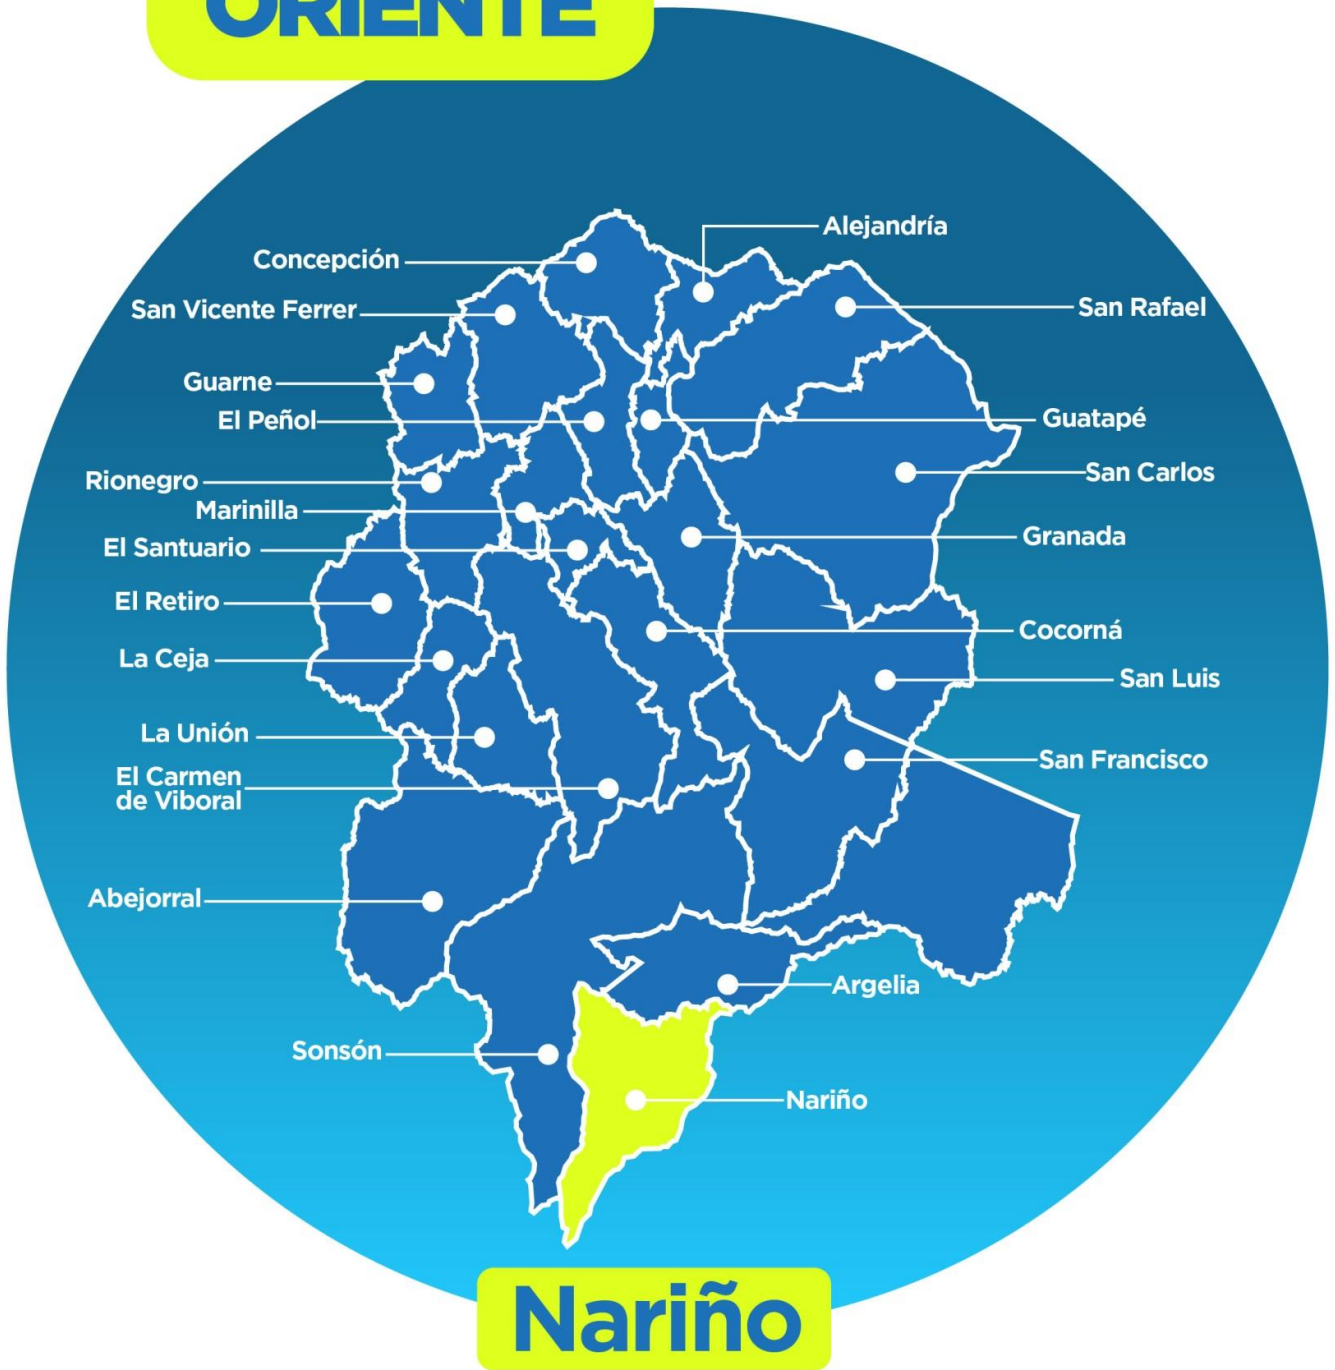 ORIENTE
Alejandría
Concepción
San Vicente Ferrer
San Rafael
Guarne
El Peñol
Guatapé
Rionegro
San Carlos
Marinilla
El Santuario
Granada
El Retiro
Cocorná
La Ceja
San Luis
La Unión
San Francisco
El Carmen
de Viboral
Abejorral
Argelia
Sonsón
Nariño
Nariño